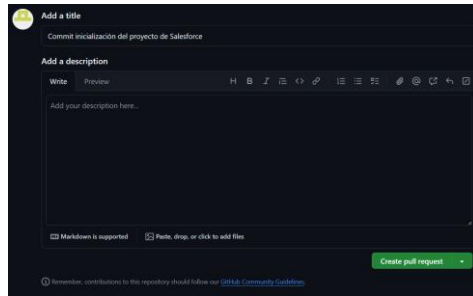 Add a title
Commit inicialización del proyecto de Salesforce
Add a description
Write Preview H B I <>
Add your description here...
Markdown is supported Paste, drop, or click to add files
Create pull request
Remember, contributions to this repository should follow our GitHub Community Guidelines.